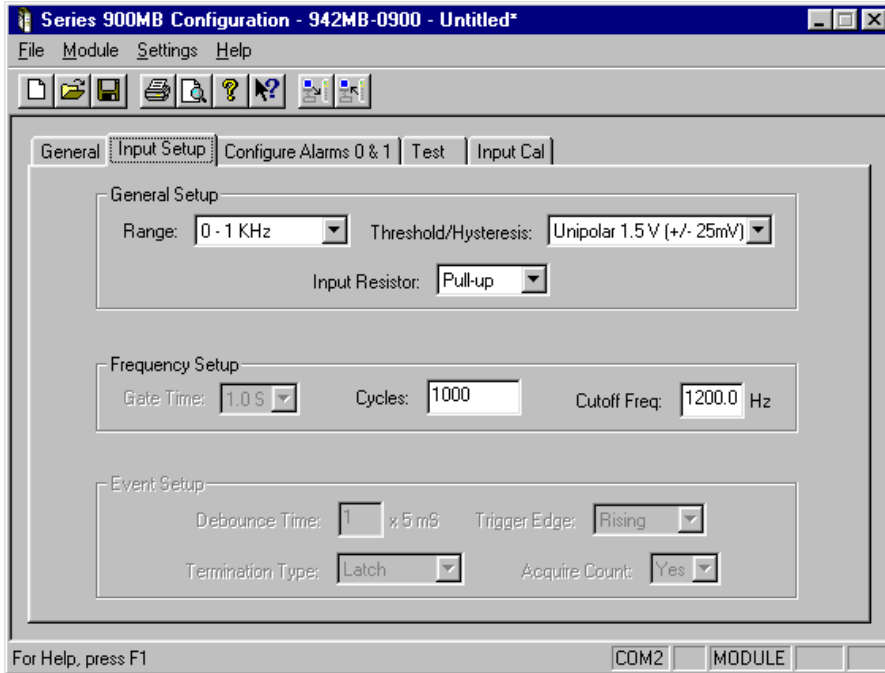 Series 900MB Configuration - 942MB-0900 - Untitled*
File Module Settings Help
General Input Setup Configure Alarms 0 & 1 Test Input Cal
General Setup
Range: 0 - 1 KHz Threshold/Hysteresis: Unipolar 1.5 V (+/- 25mV)
Input Resistor: Pull-up
Frequency Setup
Gate Time: 1.0 S Cycles: 1000 Cutoff Freq: 1200.0 Hz
Event Setup
Debounce Time: 1 x 5 mS Trigger Edge: Rising
Termination Type: Latch Acquire Count: Yes
For Help, press F1 COM2 MODULE